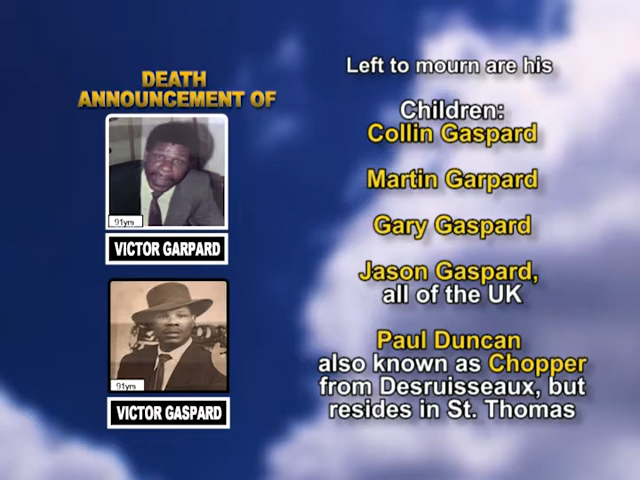 DEATH
ANNOUNCEMENT OF
91yrs
VICTOR GARPARD
91yrs
VICTOR GASPARD
Left to mourn are his
Children:
Collin Gaspard
Martin Garpard
Gary Gaspard
Jason Gaspard,
all of the UK
Paul Duncan
also known as Chopper
from Desruisseaux, but
resides in St. Thomas